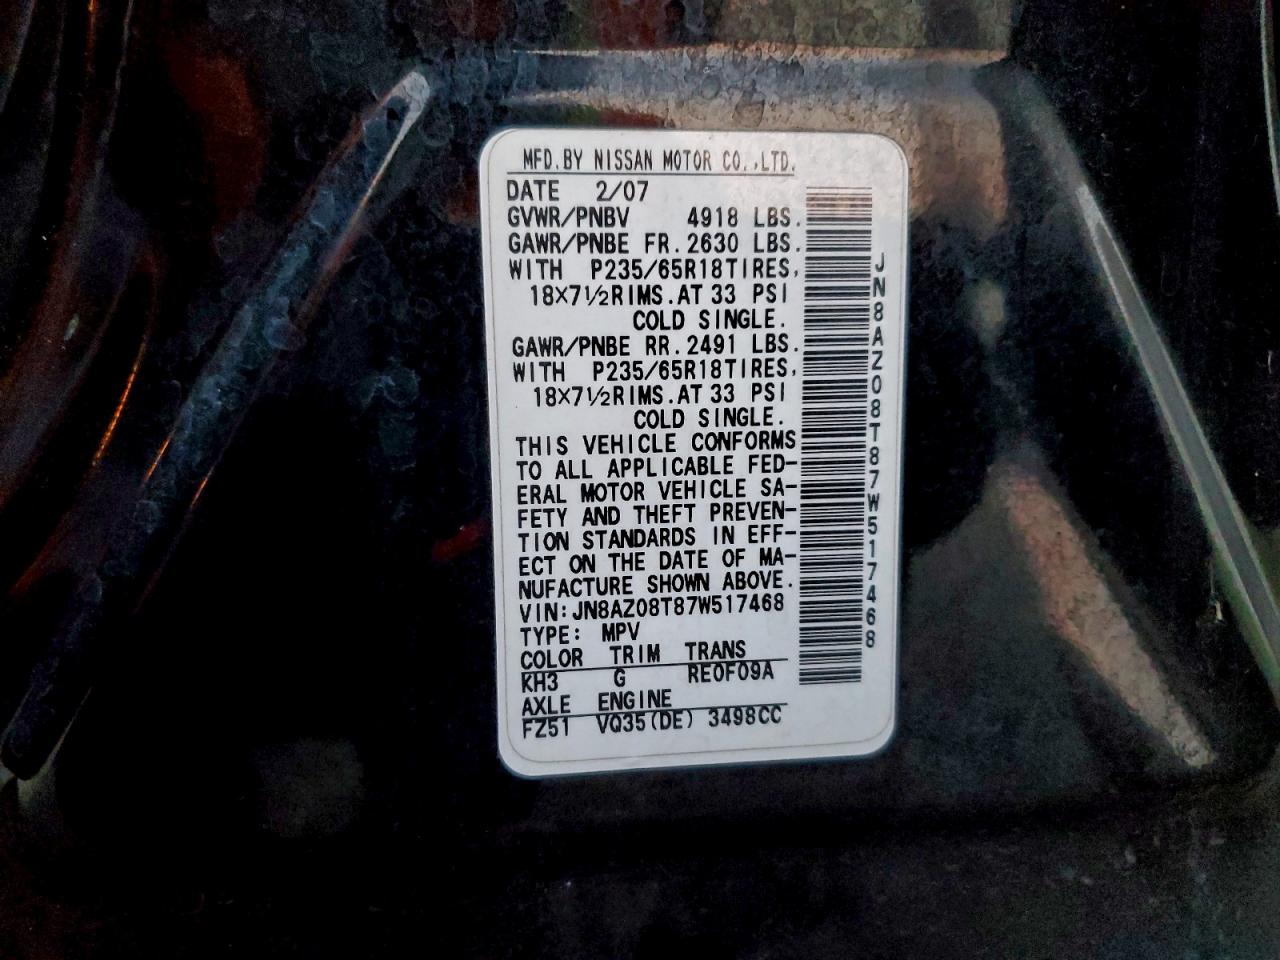 MFD.BY NISSAN MOTOR CO.,LTD.
DATE 2/07
GVWR/PNBV 4918 LBS.
GAWR/PNBE FR.2630 LBS.
WITH P235/65R18TIRES,
18×7½RIMS.AT 33 PSI
COLD SINGLE.
GAWR/PNBE RR.2491 LBS.
WITH P235/65R18TIRES,
18×7½RIMS.AT 33 PSI
COLD SINGLE.
THIS VEHICLE CONFORMS
TO ALL APPLICABLE FED-
ERAL MOTOR VEHICLE SA-
FETY AND THEFT PREVEN-
TION STANDARDS IN EFF-
ECT ON THE DATE OF MA-
NUFACTURE SHOWN ABOVE.
VIN:JN8AZ08T87W517468
TYPE: MPV
COLOR TRIM TRANS
KH3 G RE0F09A
AXLE ENGINE
FZ51 VQ35(DE) 3498CC
JN8AZ08T87W517468